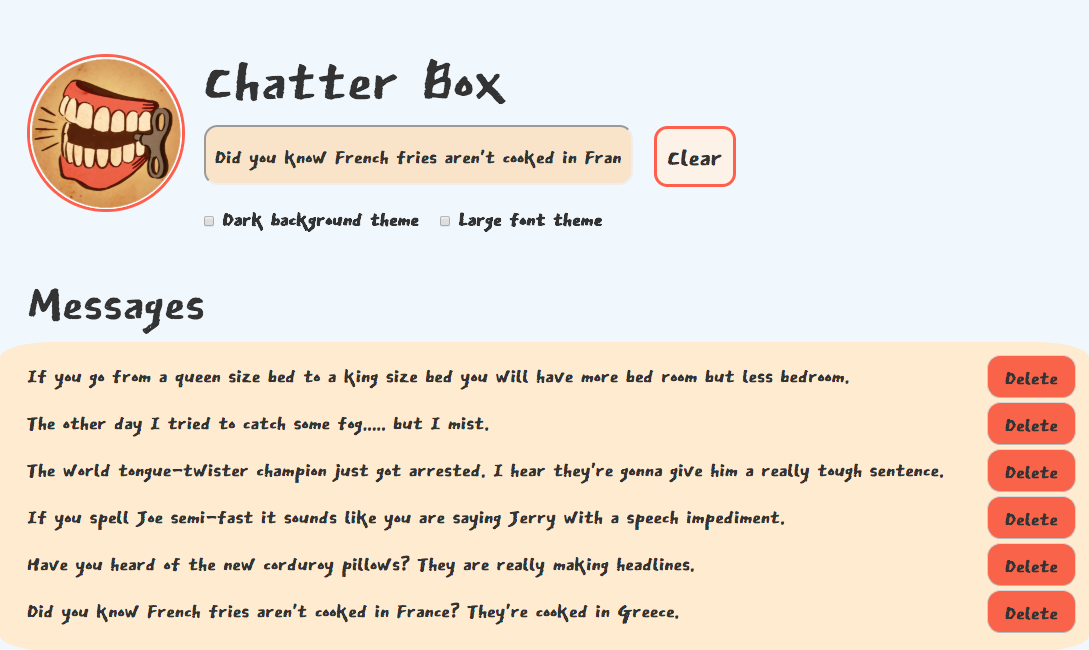 Chatter Box
Did you know French fries aren't cooked in Fran
Clear
Dark background theme
Large font theme
Messages
If you go from a queen size bed to a king size bed you will have more bed room but less bedroom.
Delete
The other day I tried to catch some fog..... but I mist.
Delete
The world tongue-twister champion just got arrested. I hear they're gonna give him a really tough sentence.
Delete
If you spell Joe semi-fast it sounds like you are saying Jerry with a speech impediment.
Delete
Have you heard of the new corduroy pillows? They are really making headlines.
Delete
Did you know French fries aren't cooked in France? They're cooked in Greece.
Delete